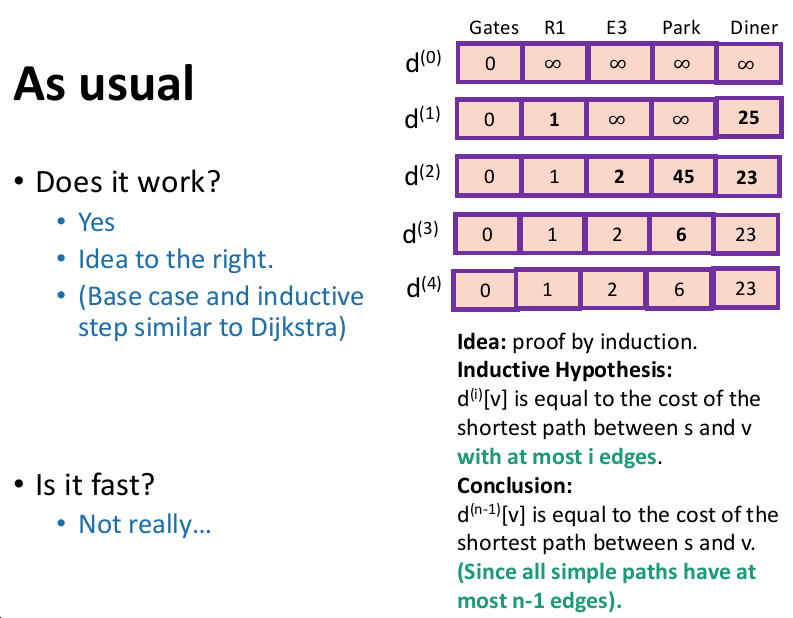 As usual
• Does it work?
• Yes
• Idea to the right.
• (Base case and inductive
step similar to Dijkstra)
• Is it fast?
• Not really…
Gates R1 E3 Park Diner
d(0) 0 ∞ ∞ ∞ ∞
d(1) 0 1 ∞ ∞ 25
d(2) 0 1 2 45 23
d(3) 0 1 2 6 23
d(4) 0 1 2 6 23
Idea: proof by induction.
Inductive Hypothesis:
d(i)[v] is equal to the cost of the
shortest path between s and v
with at most i edges.
Conclusion:
d(n-1)[v] is equal to the cost of the
shortest path between s and v.
(Since all simple paths have at
most n-1 edges).